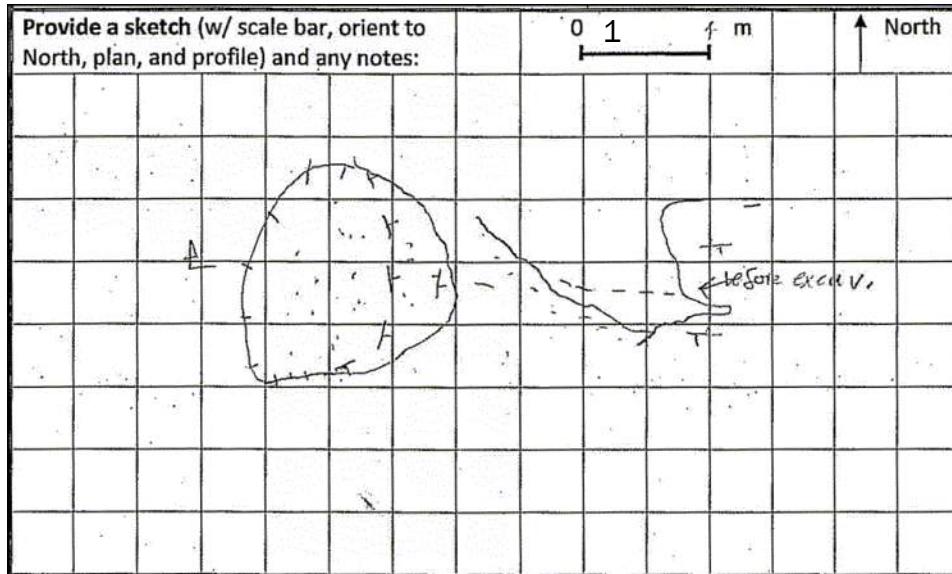 Provide a sketch (w/ scale bar, orient to
North, plan, and profile) and any notes:
0 1 m
North
before excav.